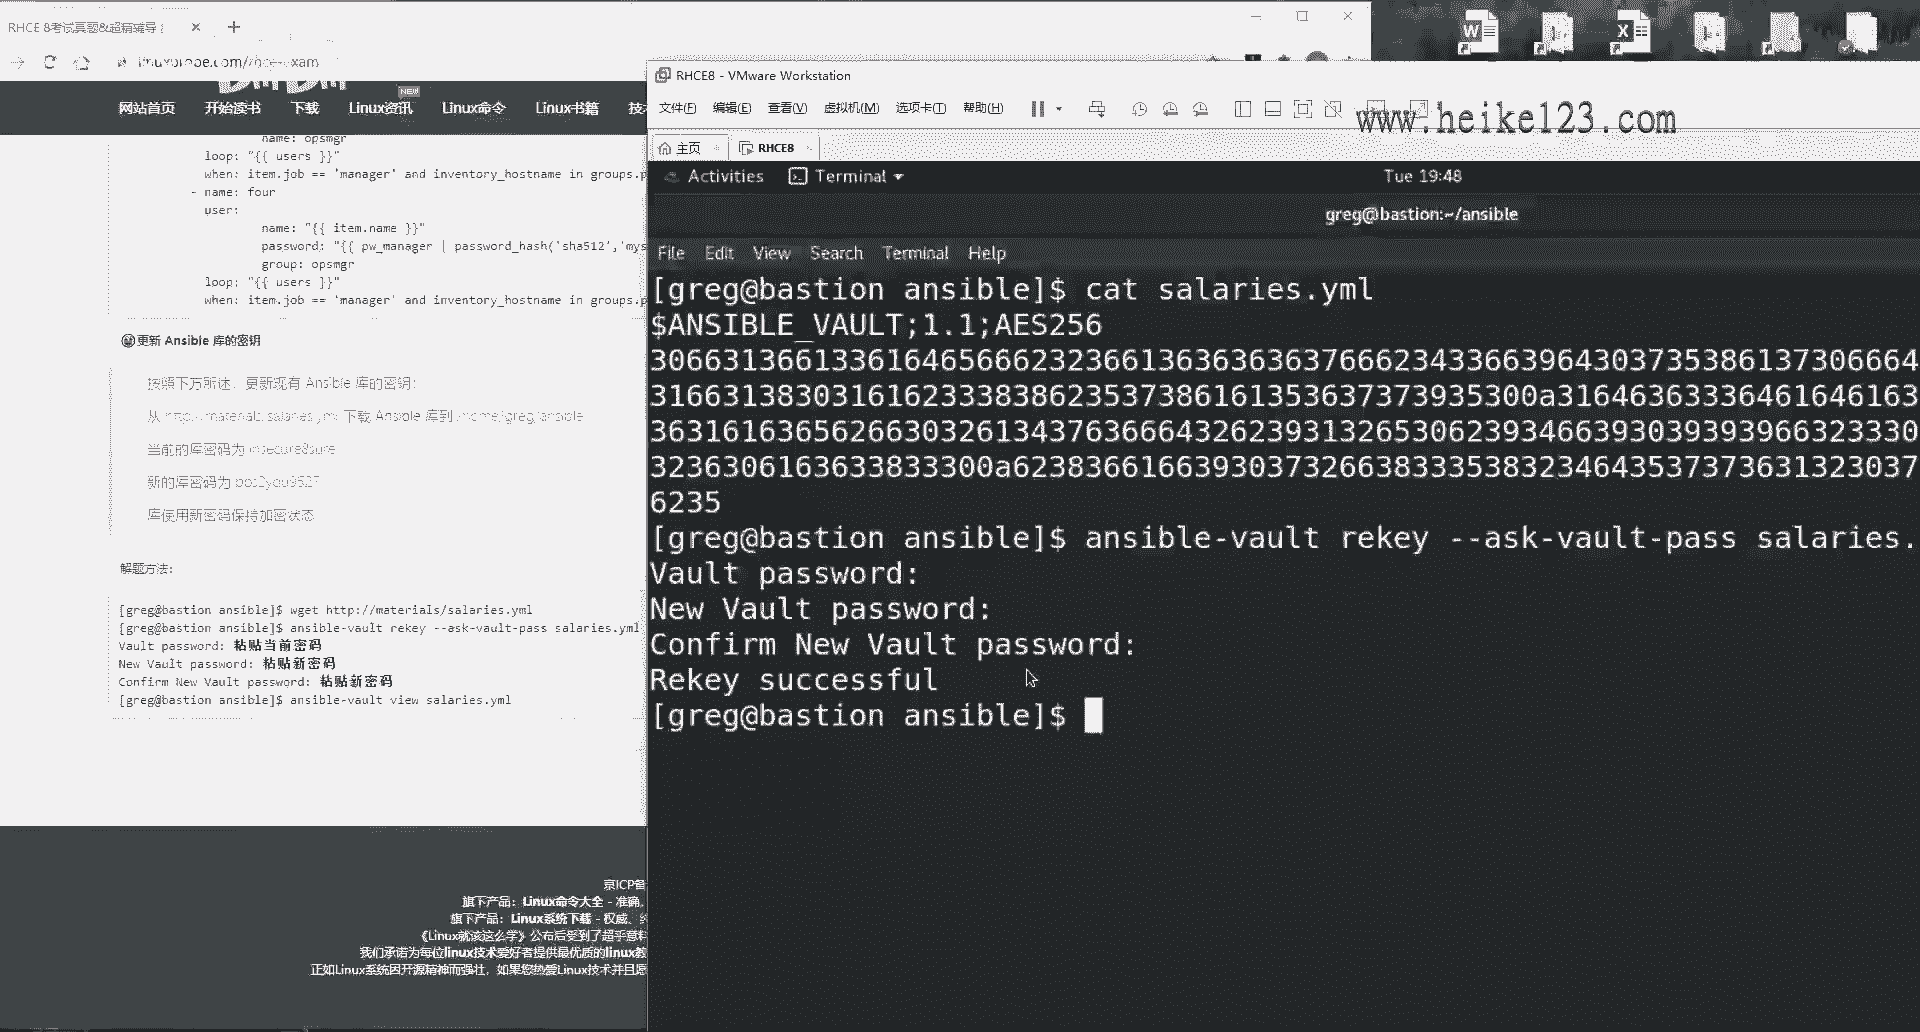 RHCE 8考试真题&超精辅导
linuxprobe.com/rhce-exam
网站首页 开始读书 下载 Linux资讯 Linux命令 Linux书籍
NEW
name: opsmgr
loop: "{{ users }}"
when: item.job == 'manager' and inventory_hostname in groups.p
- name: four
user:
name: "{{ item.name }}"
password: "{{ pw_manager | password_hash('sha512','mys
group: opsmgr
loop: "{{ users }}"
when: item.job == 'manager' and inventory_hostname in groups.p
更新 Ansible 库的密钥
按照下方所述，更新现有 Ansible 库的密钥：
从 http://materials/salaries.yml 下载 Ansible 库到 /home/greg/ansible
当前的库密码为 insecure8sure
新的库密码为
库使用新密码保持加密状态
解题方法:
[greg@bastion ansible]$ wget http://materials/salaries.yml
[greg@bastion ansible]$ ansible-vault rekey --ask-vault-pass salaries.yml
Vault password: 粘贴当前密码
New Vault password: 粘贴新密码
Confirm New Vault password: 粘贴新密码
[greg@bastion ansible]$ ansible-vault view salaries.yml
京ICP备
旗下产品：Linux命令大全 - 准确、
旗下产品：Linux系统下载 - 权威、
《Linux就该这么学》公布后受到了超乎意料
我们承诺为每位linux技术爱好者提供最优质的linux教
正如Linux系统因开源精神而强壮，如果您热爱Linux技术并且愿
RHCE8 - VMware Workstation
文件(F) 编辑(E) 查看(V) 虚拟机(M) 选项卡(T) 帮助(H)
www.heike123.com
主页 RHCE8
Activities Terminal Tue 19:48
greg@bastion:~/ansible
File Edit View Search Terminal Help
[greg@bastion ansible]$ cat salaries.yml
$ANSIBLE_VAULT;1.1;AES256
6235
[greg@bastion ansible]$ ansible-vault rekey --ask-vault-pass salaries.
Vault password:
New Vault password:
Confirm New Vault password:
Rekey successful
[greg@bastion ansible]$